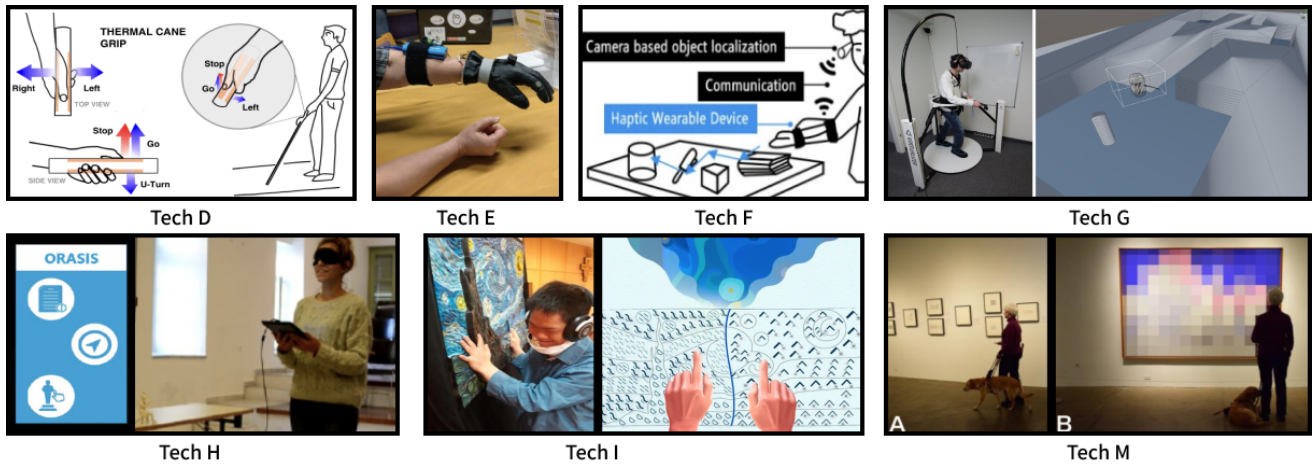 THERMAL CANE
GRIP
Right
Left
TOP VIEW
Stop
Go
Left
Stop
Go
SIDE VIEW
U-Turn
Tech D
Tech E
Camera based object localization
Communication
Haptic Wearable Device
Tech F
Tech G
ORASIS
Tech H
Tech I
A
B
Tech M